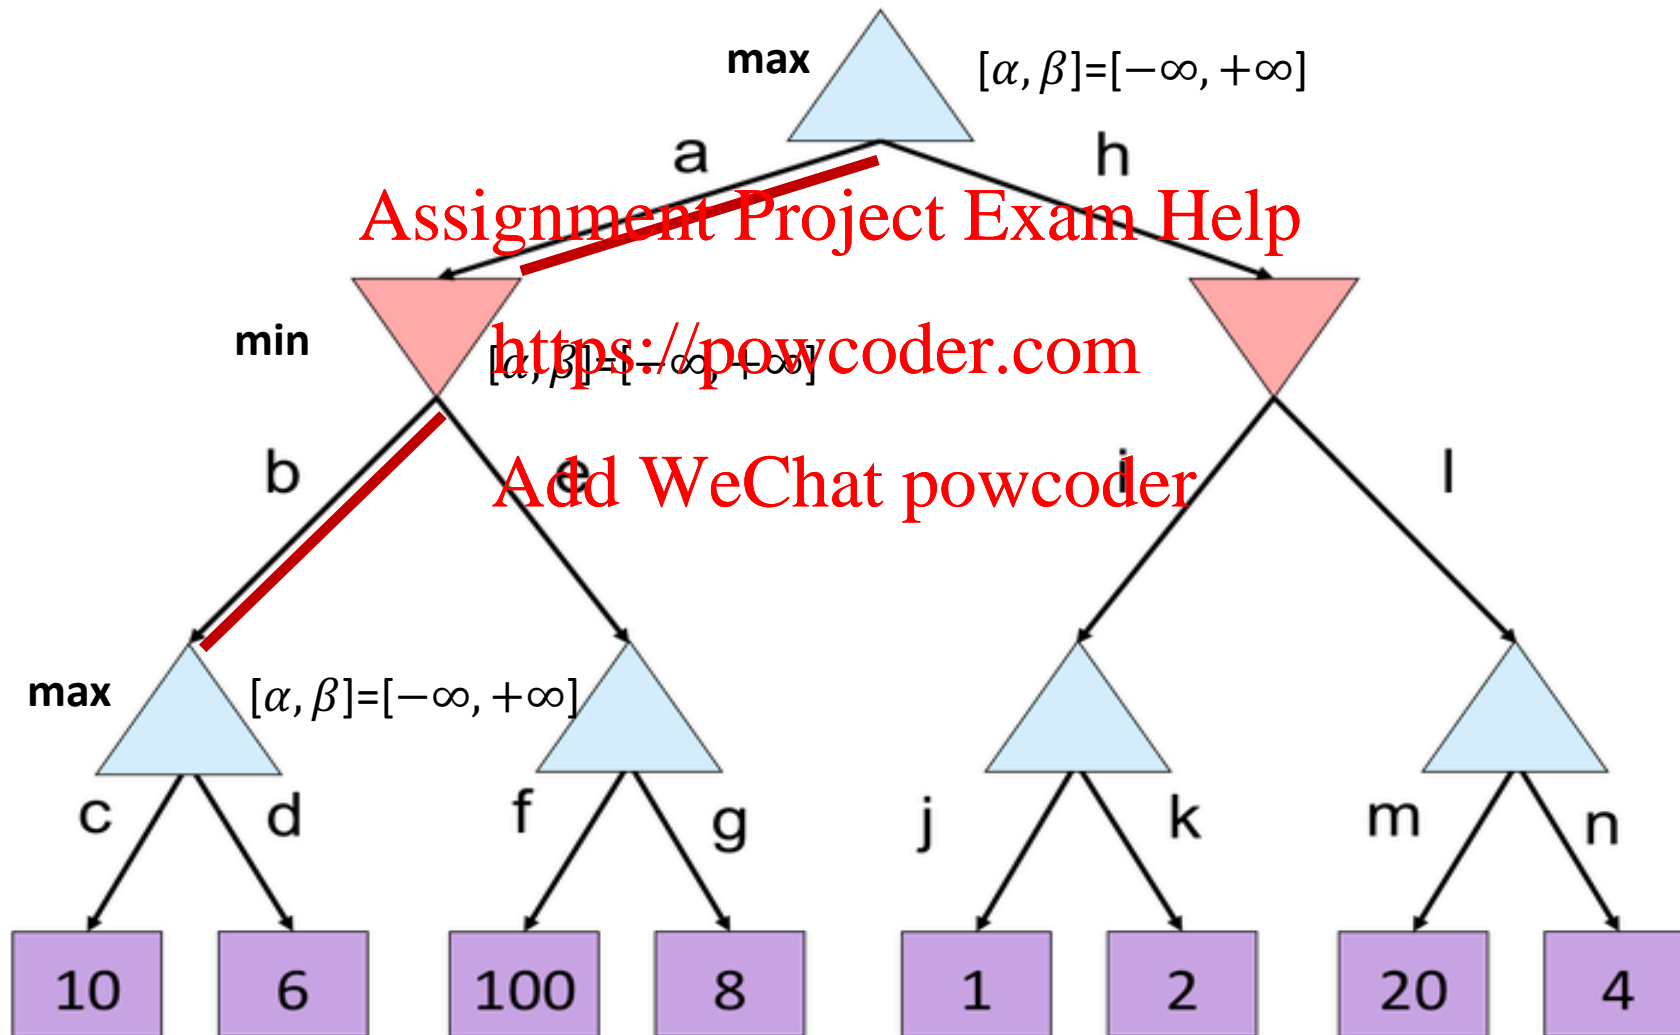 max [α, β]=[−∞, +∞]
a h
Assignment Project Exam Help
min [α, β]=[−∞, +∞]
https://powcoder.com
b e i l
Add WeChat powcoder
max [α, β]=[−∞, +∞]
c d f g j k m n
10 6 100 8 1 2 20 4